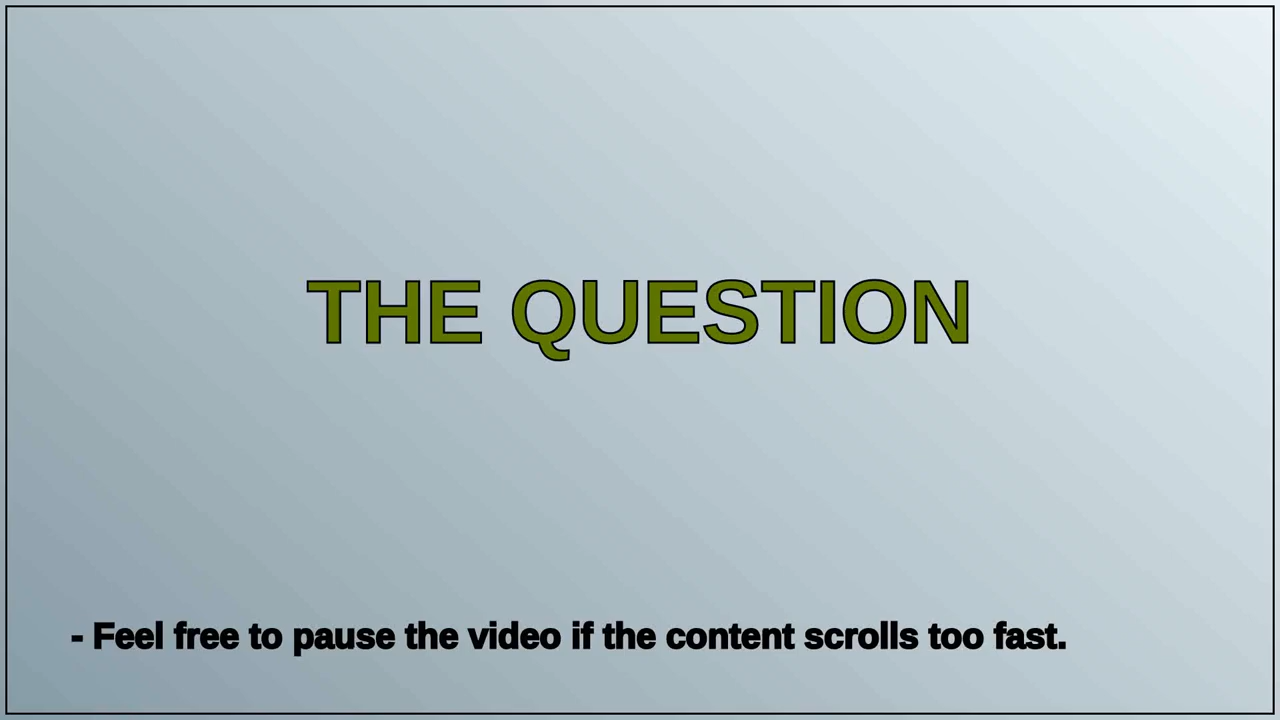 THE QUESTION
- Feel free to pause the video if the content scrolls too fast.